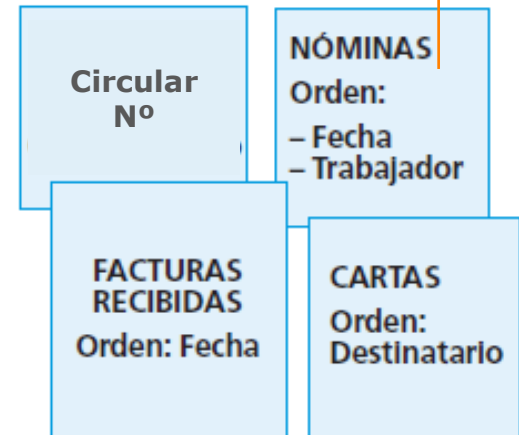 Circular
Nº
NÓMINAS
Orden:
– Fecha
– Trabajador
FACTURAS
RECIBIDAS
Orden: Fecha
CARTAS
Orden:
Destinatario